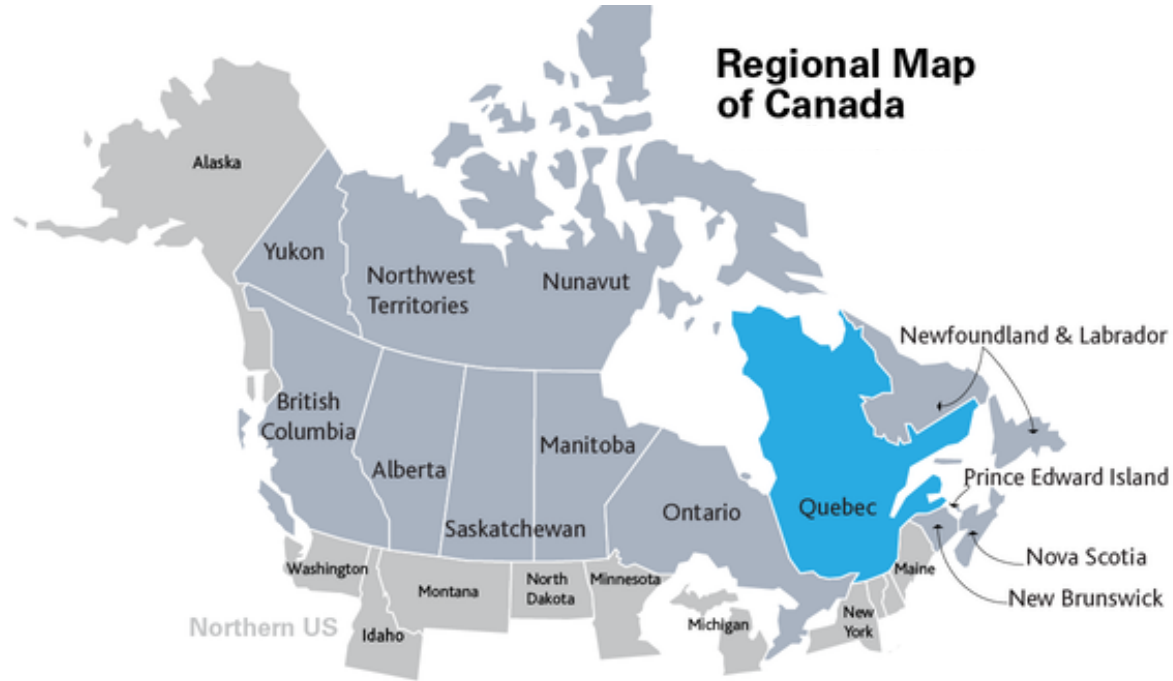 Regional Map
of Canada
Alaska
Yukon
Northwest
Territories
Nunavut
Newfoundland & Labrador
British
Columbia
Alberta
Saskatchewan
Manitoba
Ontario
Quebec
Prince Edward Island
Nova Scotia
New Brunswick
Maine
Washington
Montana
North
Dakota
Minnesota
Idaho
Michigan
New
York
Northern US